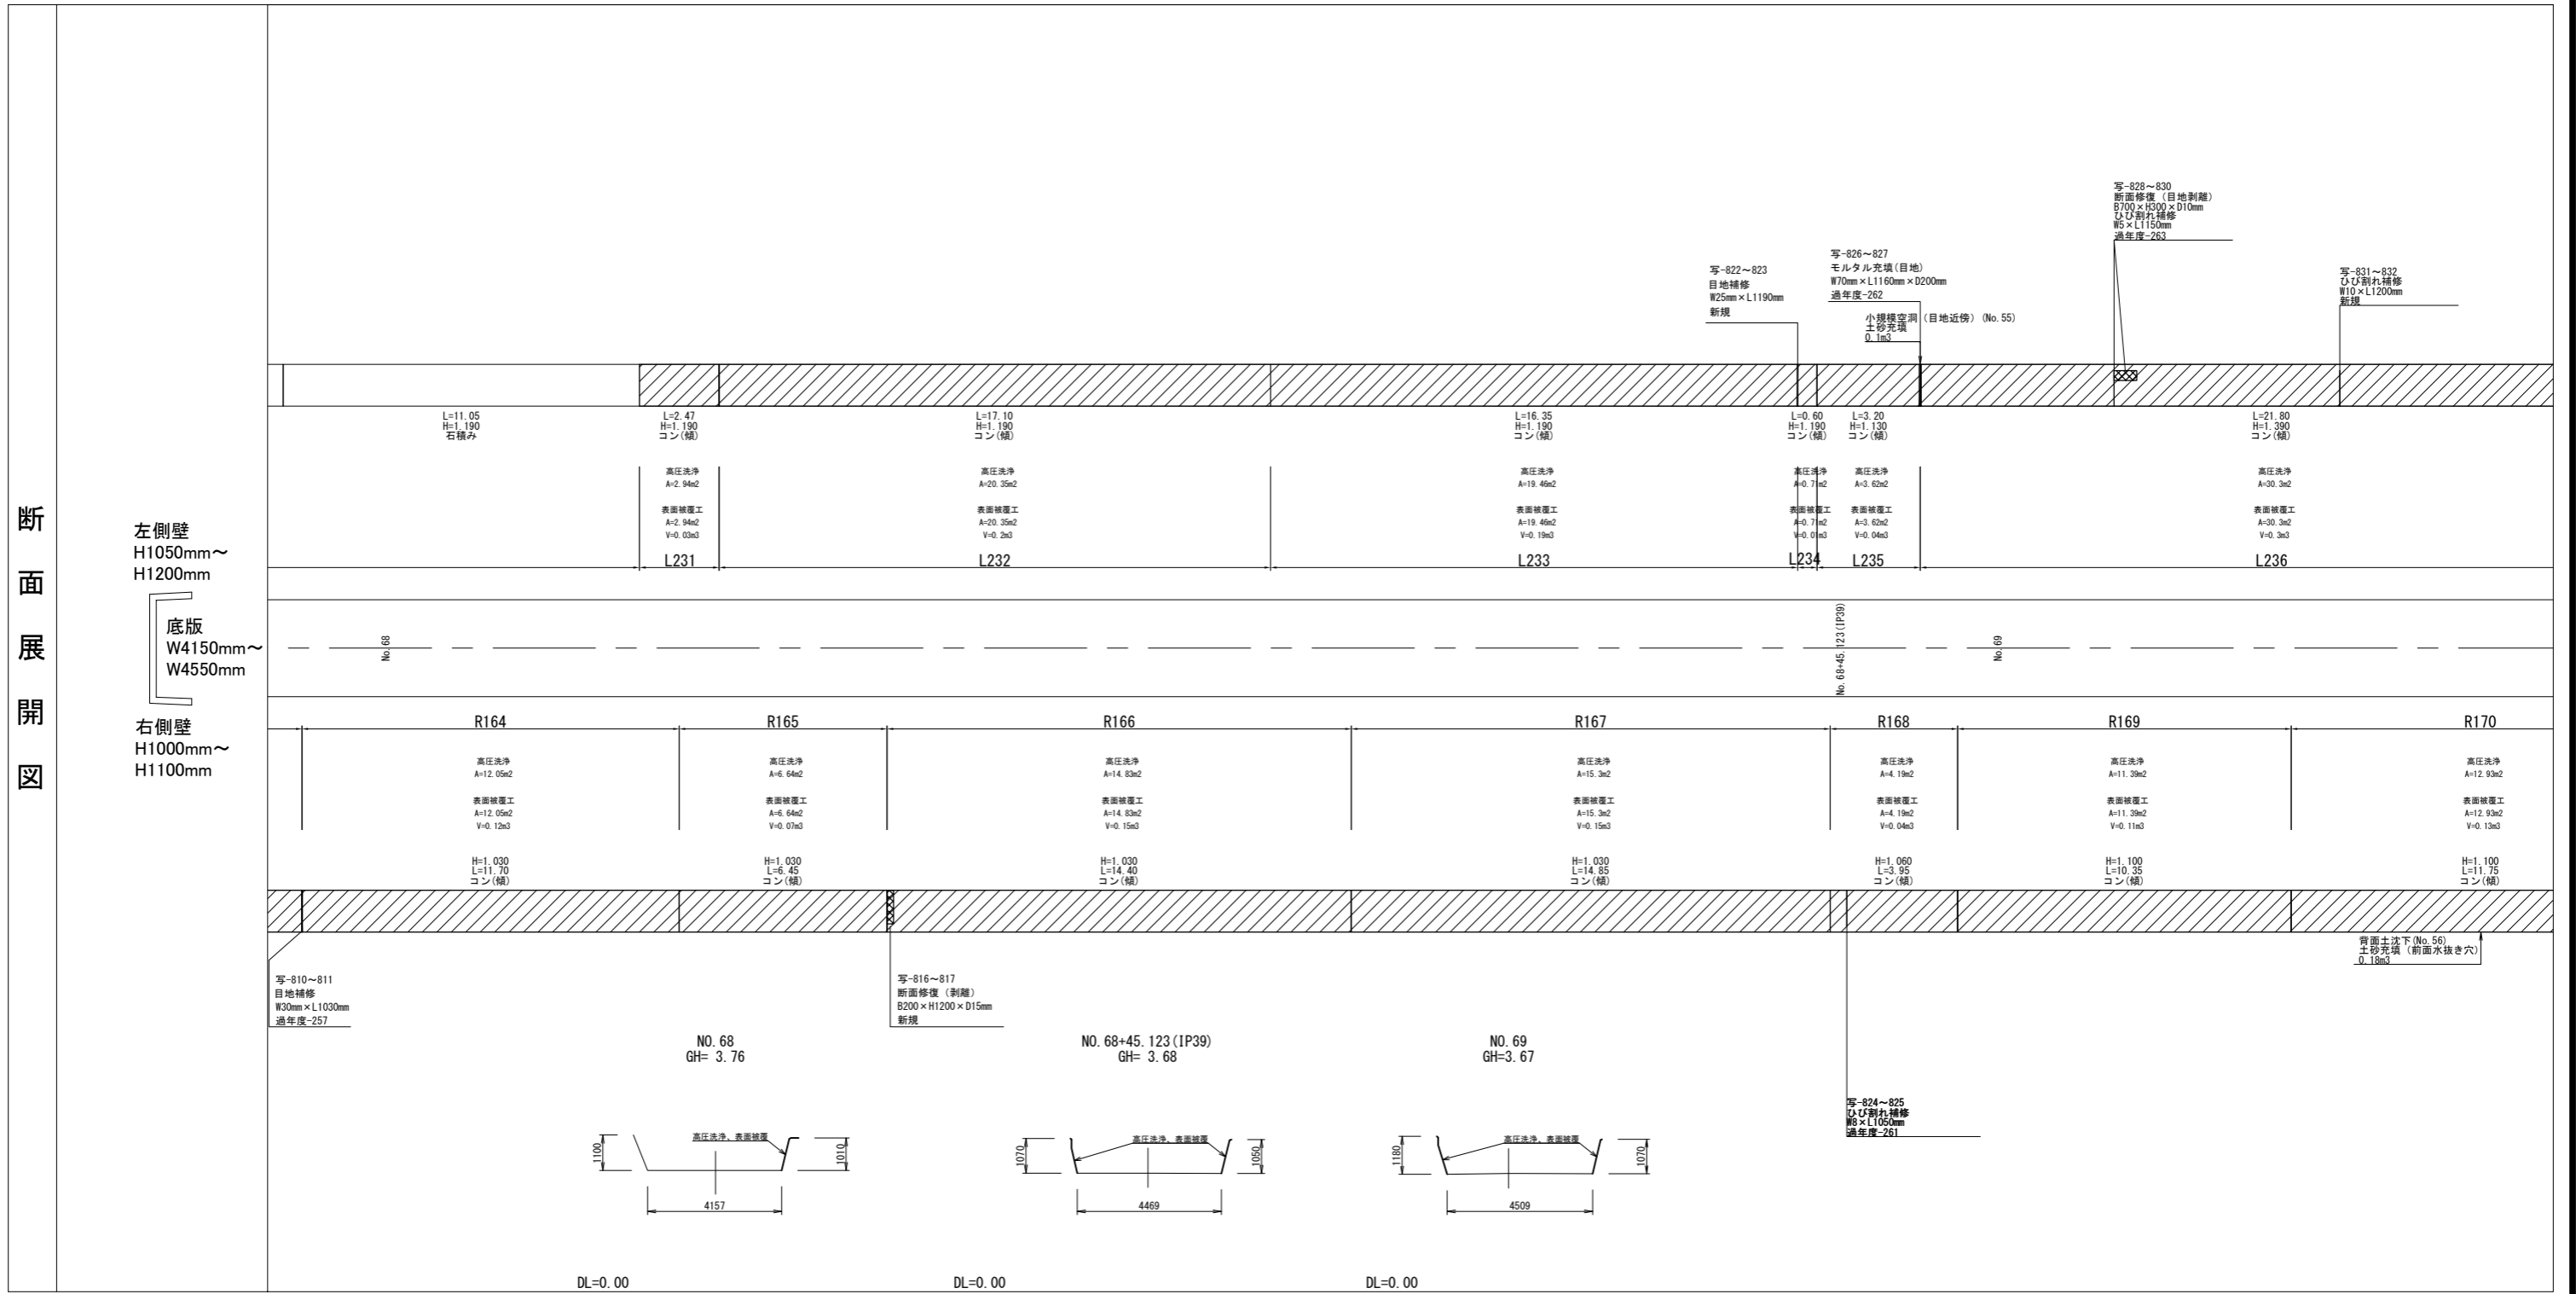 断面展開図
左側壁
H1050mm～
H1200mm
底版
W4150mm～
W4550mm
右側壁
H1000mm～
H1100mm
写-822～823
目地補修
W25mm×L1190mm
新規
写-826～827
モルタル充填(目地)
W70mm×L1160mm×D200mm
過年度-262
小規模空洞(目地近傍)(No.55)
土砂充填
0.1m3
写-828～830
断面修復(目地剥離)
B700×H300×D10mm
ひび割れ補修
W5×L1150mm
過年度-263
写-831～832
ひび割れ補修
W10×L1200mm
新規
L=11.05
H=1.190
石積み
L=2.47
H=1.190
コン(傾)
高圧洗浄
A=2.94m2
表面被覆工
A=2.94m2
V=0.03m3
L231
L=17.10
H=1.190
コン(傾)
高圧洗浄
A=20.35m2
表面被覆工
A=20.35m2
V=0.2m3
L232
L=16.35
H=1.190
コン(傾)
高圧洗浄
A=19.46m2
表面被覆工
A=19.46m2
V=0.19m3
L233
L=0.60
H=1.190
コン(傾)
高圧洗浄
A=0.71m2
表面被覆工
A=0.71m2
V=0.01m3
L234
L=3.20
H=1.130
コン(傾)
高圧洗浄
A=3.62m2
表面被覆工
A=3.62m2
V=0.04m3
L235
L=21.80
H=1.390
コン(傾)
高圧洗浄
A=30.3m2
表面被覆工
A=30.3m2
V=0.3m3
L236
No.68
No.68+45.123(IP39)
No.69
R164
高圧洗浄
A=12.05m2
表面被覆工
A=12.05m2
V=0.12m3
H=1.030
L=11.70
コン(傾)
R165
高圧洗浄
A=6.64m2
表面被覆工
A=6.64m2
V=0.07m3
H=1.030
L=6.45
コン(傾)
R166
高圧洗浄
A=14.83m2
表面被覆工
A=14.83m2
V=0.15m3
H=1.030
L=14.40
コン(傾)
R167
高圧洗浄
A=15.3m2
表面被覆工
A=15.3m2
V=0.15m3
H=1.030
L=14.85
コン(傾)
R168
高圧洗浄
A=4.19m2
表面被覆工
A=4.19m2
V=0.04m3
H=1.060
L=3.95
コン(傾)
R169
高圧洗浄
A=11.39m2
表面被覆工
A=11.39m2
V=0.11m3
H=1.100
L=10.35
コン(傾)
R170
高圧洗浄
A=12.93m2
表面被覆工
A=12.93m2
V=0.13m3
H=1.100
L=11.75
コン(傾)
背面土沈下(No.56)
土砂充填(前面水抜き穴)
0.18m3
写-810～811
目地補修
W30mm×L1030mm
過年度-257
写-816～817
断面修復(剥離)
B200×H1200×D15mm
新規
写-824～825
ひび割れ補修
W8×L1050mm
過年度-261
NO.68
GH= 3.76
高圧洗浄、表面被覆
1100
1010
4157
DL=0.00
NO.68+45.123(IP39)
GH= 3.68
高圧洗浄、表面被覆
1070
1050
4469
DL=0.00
NO.69
GH=3.67
高圧洗浄、表面被覆
1180
1070
4509
DL=0.00